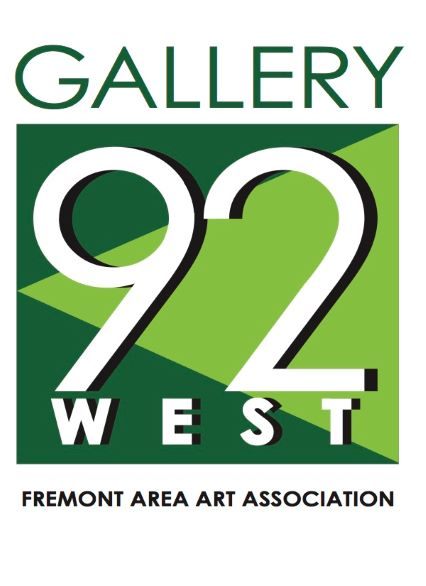 GALLERY
92
WEST
FREMONT AREA ART ASSOCIATION